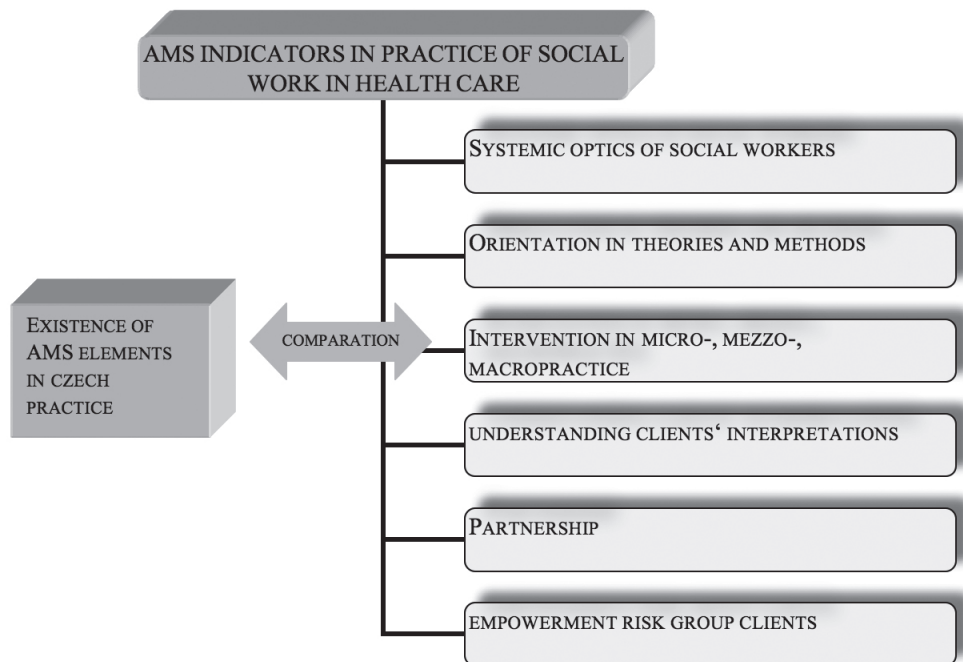 AMS INDICATORS IN PRACTICE OF SOCIAL
WORK IN HEALTH CARE
SYSTEMIC OPTICS OF SOCIAL WORKERS
ORIENTATION IN THEORIES AND METHODS
EXISTENCE OF
AMS ELEMENTS
IN CZECH
PRACTICE
COMPARATION
INTERVENTION IN MICRO-, MEZZO-,
MACROPRACTICE
UNDERSTANDING CLIENTS‘ INTERPRETATIONS
PARTNERSHIP
EMPOWERMENT RISK GROUP CLIENTS